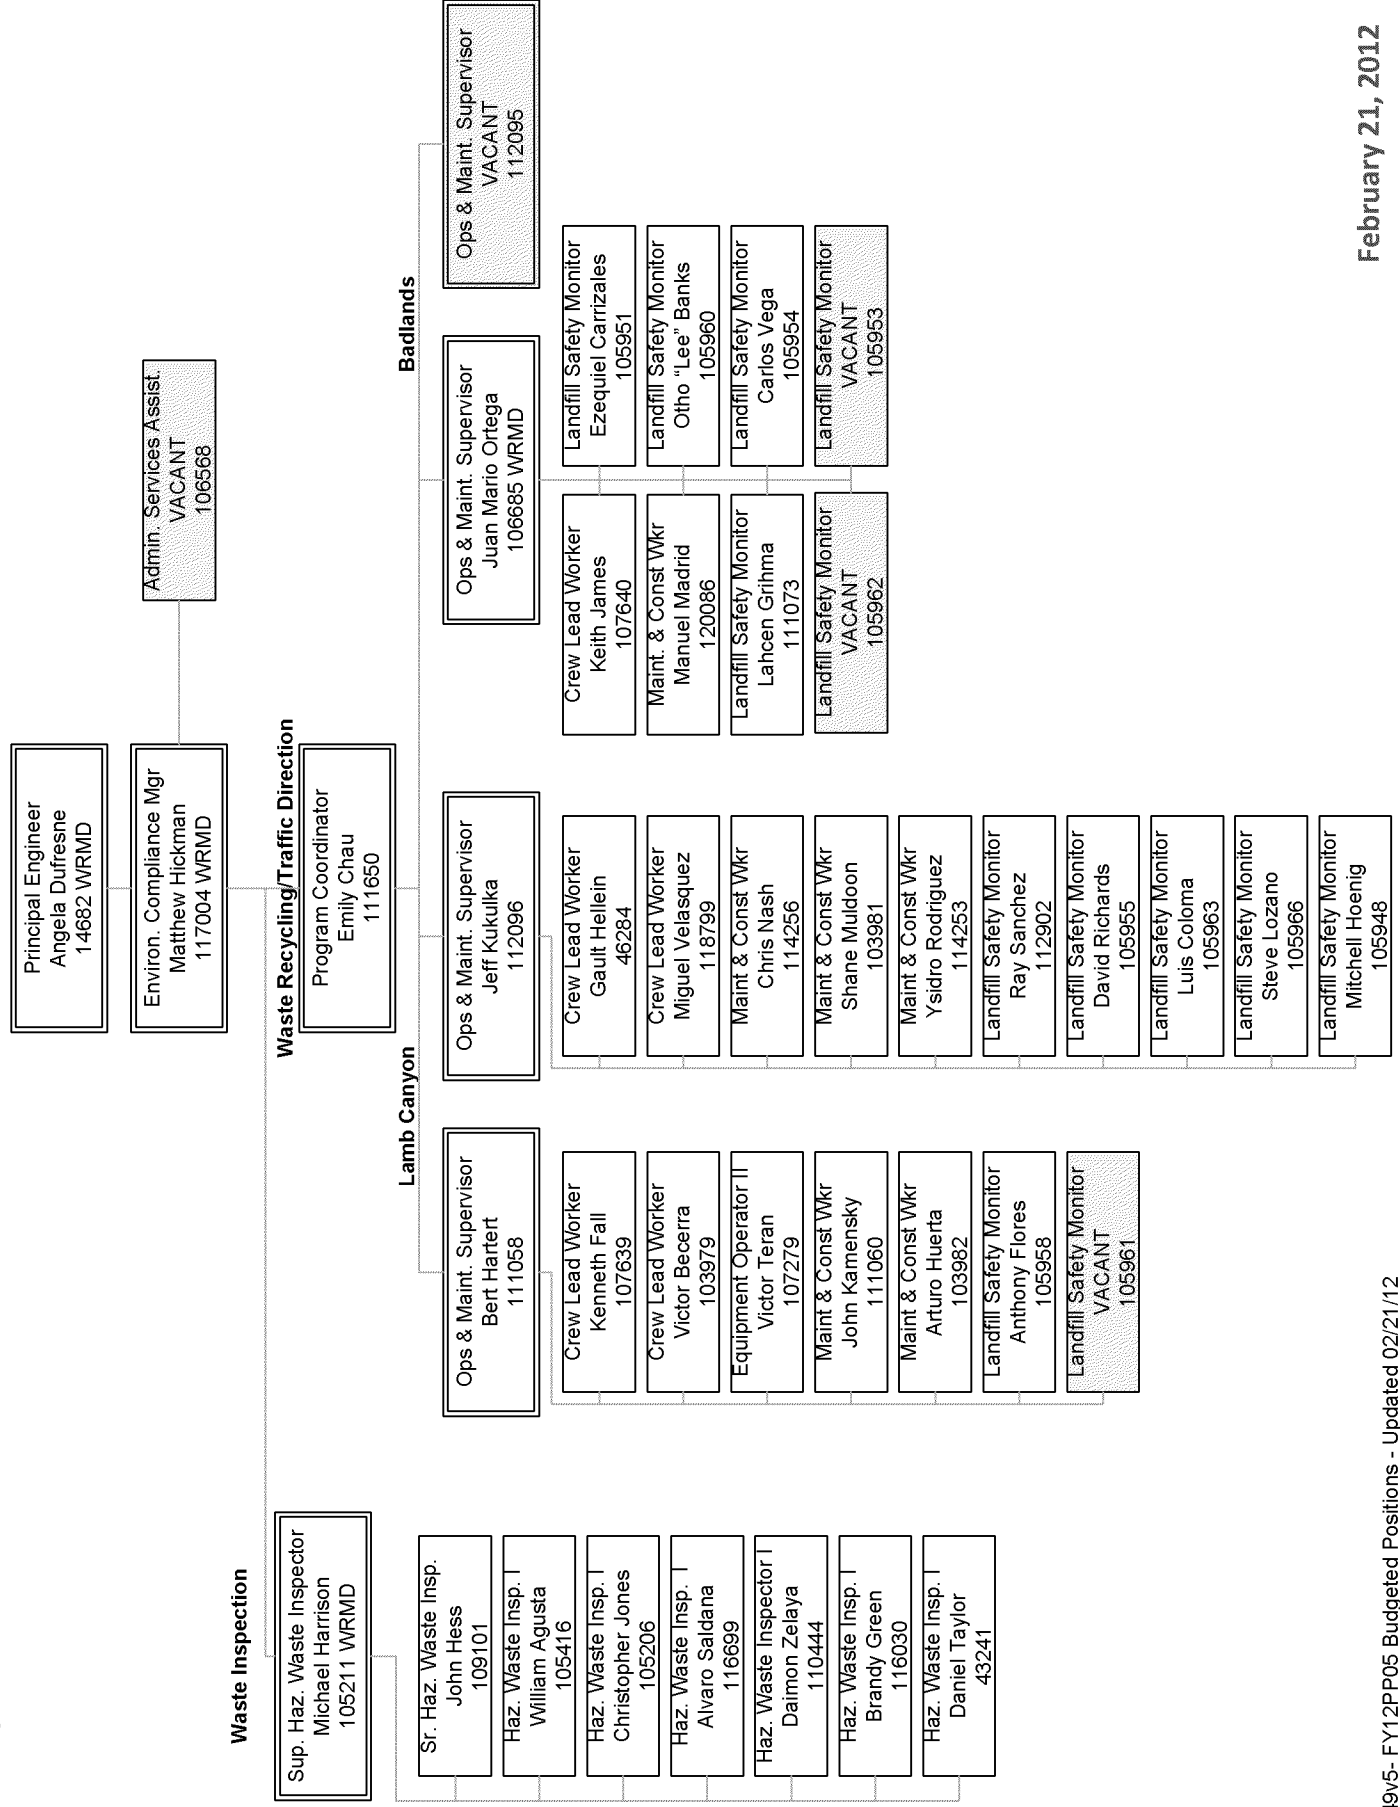 Principal Engineer
Angela Dufresne
14682 WRMD
Environ. Compliance Mgr
Matthew Hickman
117004 WRMD
Admin. Services Assist.
VACANT
106568
Waste Inspection
Sup. Haz. Waste Inspector
Michael Harrison
105211 WRMD
Sr. Haz. Waste Insp.
John Hess
109101
Haz. Waste Insp. I
William Agusta
105416
Haz. Waste Insp. I
Christopher Jones
105206
Haz. Waste Insp. I
Alvaro Saldana
116699
Haz. Waste Inspector I
Daimon Zelaya
110444
Haz. Waste Insp. I
Brandy Green
116030
Haz. Waste Insp. I
Daniel Taylor
43241
Waste Recycling/Traffic Direction
Program Coordinator
Emily Chau
111650
Lamb Canyon
Ops & Maint. Supervisor
Bert Hartert
111058
Crew Lead Worker
Kenneth Fall
107639
Crew Lead Worker
Victor Becerra
103979
Equipment Operator II
Victor Teran
107279
Maint & Const Wkr
John Kamensky
111060
Maint & Const Wkr
Arturo Huerta
103982
Landfill Safety Monitor
Anthony Flores
105958
Landfill Safety Monitor
VACANT
105961
Ops & Maint. Supervisor
Jeff Kukulka
112096
Crew Lead Worker
Gault Hellein
46284
Crew Lead Worker
Miguel Velasquez
118799
Maint & Const Wkr
Chris Nash
114256
Maint & Const Wkr
Shane Muldoon
103981
Maint & Const Wkr
Ysidro Rodriguez
114253
Landfill Safety Monitor
Ray Sanchez
112902
Landfill Safety Monitor
David Richards
105955
Landfill Safety Monitor
Luis Coloma
105963
Landfill Safety Monitor
Steve Lozano
105966
Landfill Safety Monitor
Mitchell Hoenig
105948
Badlands
Ops & Maint. Supervisor
Juan Mario Ortega
106685 WRMD
Crew Lead Worker
Keith James
107640
Maint. & Const Wkr
Manuel Madrid
120086
Landfill Safety Monitor
Lahcen Grihma
111073
Landfill Safety Monitor
VACANT
105962
Landfill Safety Monitor
Ezequiel Carrizales
105951
Landfill Safety Monitor
Otho “Lee” Banks
105960
Landfill Safety Monitor
Carlos Vega
105954
Landfill Safety Monitor
VACANT
105953
Ops & Maint. Supervisor
VACANT
112095
49v5- FY12PP05 Budgeted Positions - Updated 02/21/12
February 21, 2012